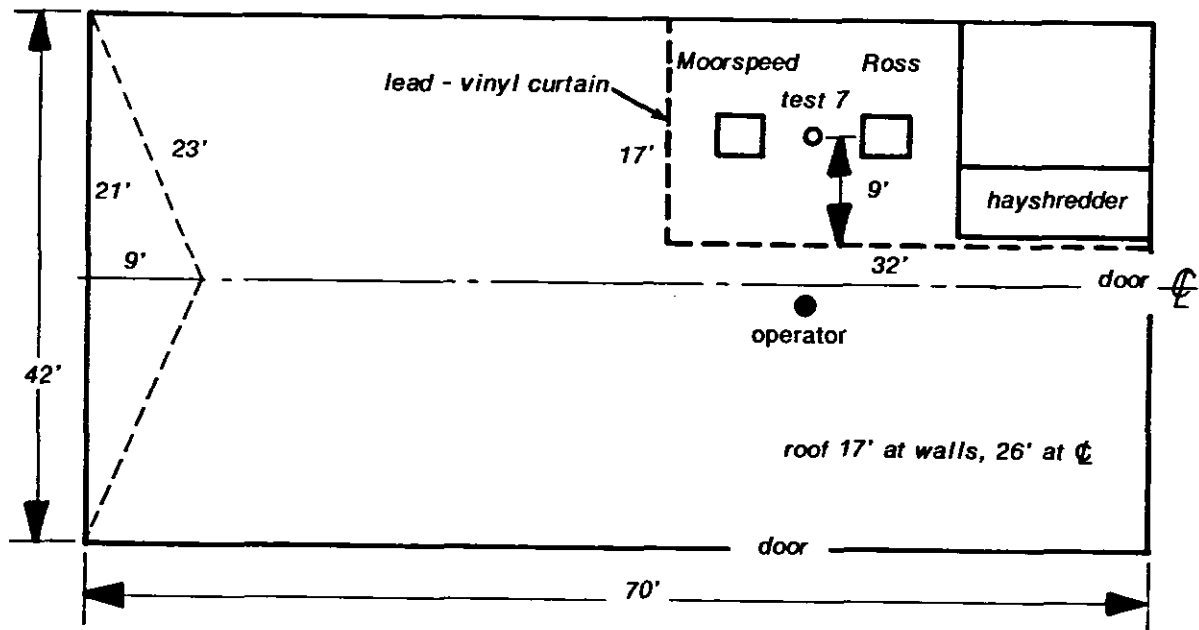 Moorspeed
Ross
lead - vinyl curtain
test 7
23'
17'
21'
9'
hayshredder
9'
32'
door ℄
operator
42'
roof 17' at walls, 26' at ℄
door
70'